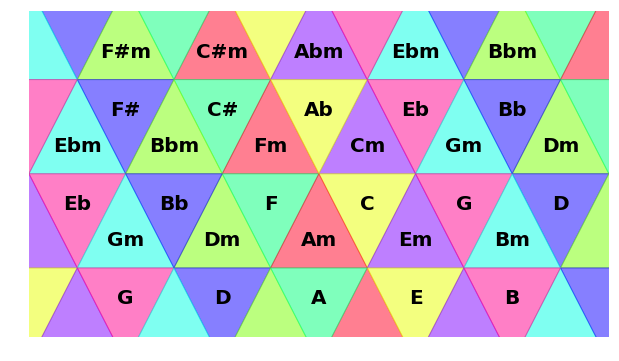 F#m C#m Abm Ebm Bbm
F# C# Ab Eb Bb
Ebm Bbm Fm Cm Gm Dm
Eb Bb F C G D
Gm Dm Am Em Bm
G D A E B